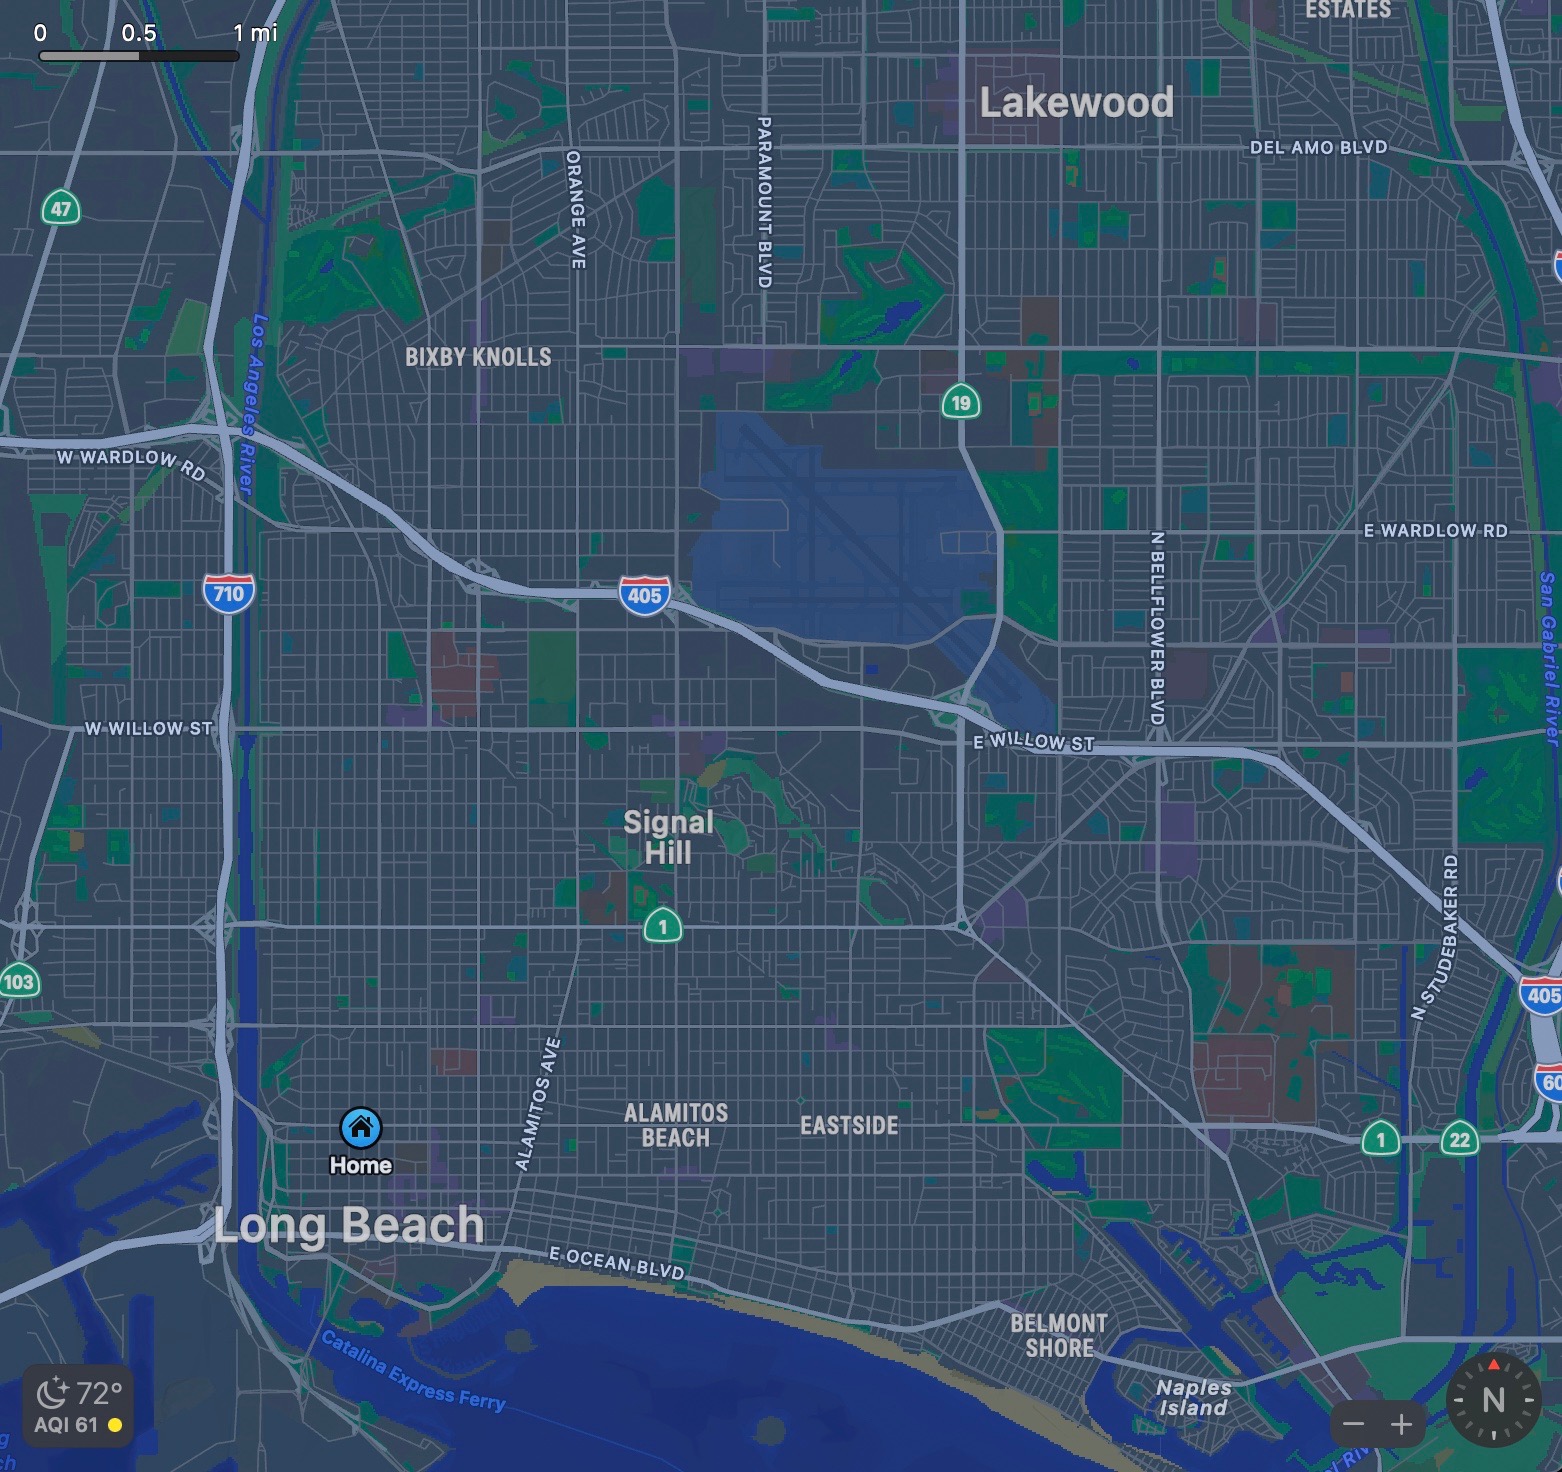 0 0.5 1 mi
ESTATES
Lakewood
DEL AMO BLVD
PARAMOUNT BLVD
ORANGE AVE
47
Los Angeles River
BIXBY KNOLLS
19
W WARDLOW RD
E WARDLOW RD
N BELLFLOWER BLVD
San Gabriel River
710
405
W WILLOW ST
E WILLOW ST
Signal
Hill
N STUDEBAKER RD
1
103
405
ALAMITOS AVE
60
Home
ALAMITOS
BEACH
EASTSIDE
1
22
Long Beach
E OCEAN BLVD
BELMONT
SHORE
Catalina Express Ferry
Naples
Island
72°
AQI 61
N
− +